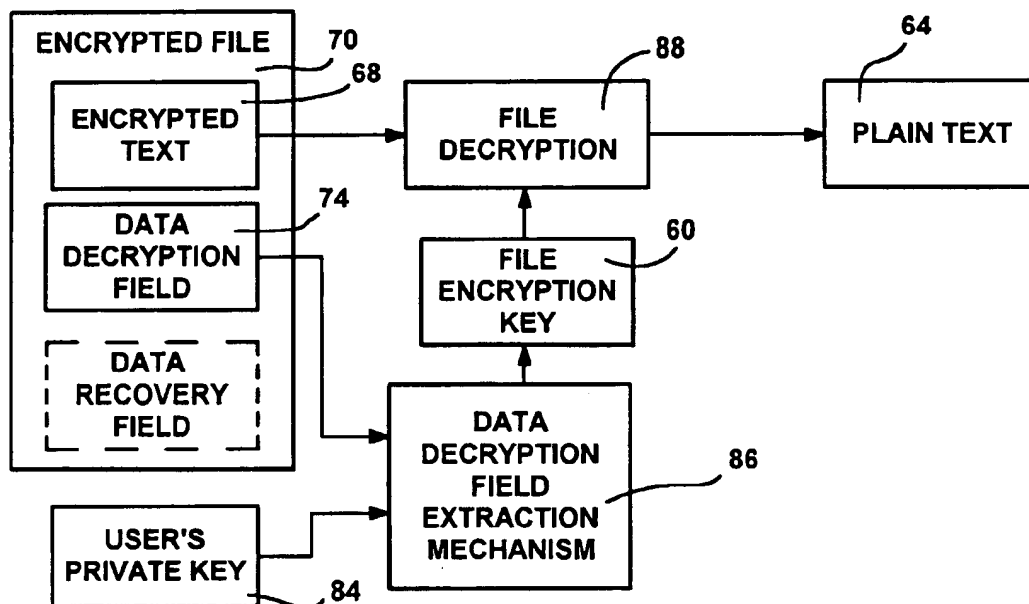 ENCRYPTED FILE
70
68
ENCRYPTED
TEXT
88
FILE
DECRYPTION
64
PLAIN TEXT
74
DATA
DECRYPTION
FIELD
60
FILE
ENCRYPTION
KEY
DATA
RECOVERY
FIELD
DATA
DECRYPTION
FIELD
EXTRACTION
MECHANISM
86
USER'S
PRIVATE KEY
84